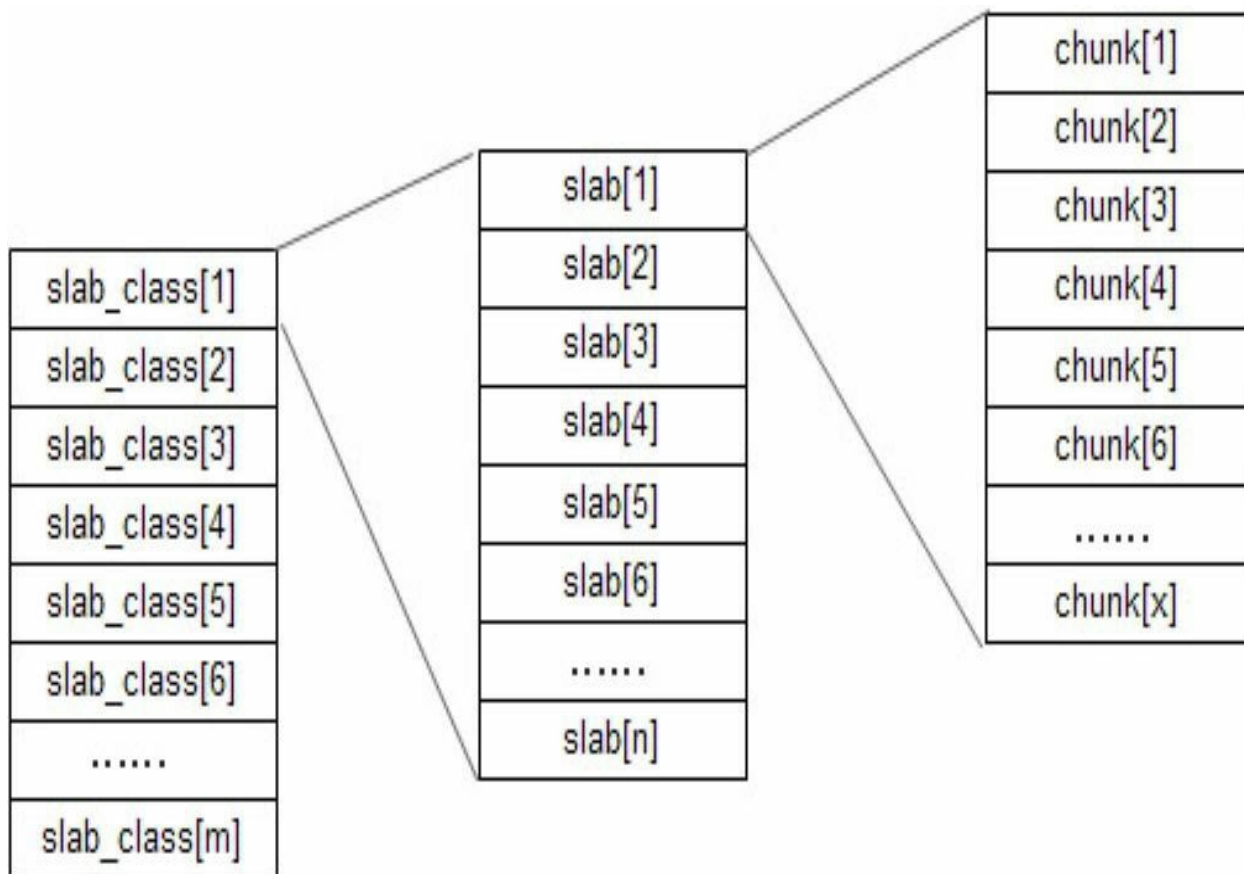 slab_class[1]
slab_class[2]
slab_class[3]
slab_class[4]
slab_class[5]
slab_class[6]
......
slab_class[m]
slab[1]
slab[2]
slab[3]
slab[4]
slab[5]
slab[6]
......
slab[n]
chunk[1]
chunk[2]
chunk[3]
chunk[4]
chunk[5]
chunk[6]
......
chunk[x]